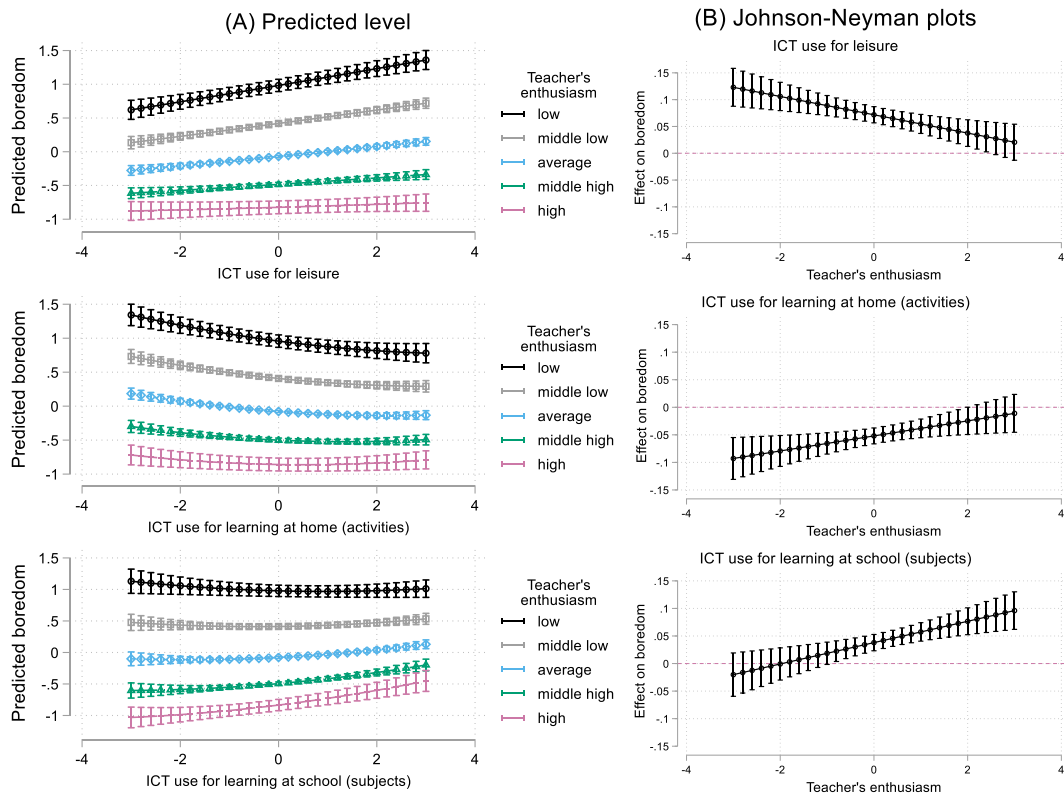 (A) Predicted level
(B) Johnson-Neyman plots
Predicted boredom
1.5
1
.5
0
-.5
-1
-4
-2
0
2
4
ICT use for leisure
Teacher's
enthusiasm
low
middle low
average
middle high
high
ICT use for leisure
Effect on boredom
.15
.1
.05
0
-.05
-.1
-.15
-4
-2
0
2
4
Teacher's enthusiasm
Predicted boredom
1.5
1
.5
0
-.5
-1
-4
-2
0
2
4
ICT use for learning at home (activities)
Teacher's
enthusiasm
low
middle low
average
middle high
high
ICT use for learning at home (activities)
Effect on boredom
.15
.1
.05
0
-.05
-.1
-.15
-4
-2
0
2
4
Teacher's enthusiasm
Predicted boredom
1.5
1
.5
0
-.5
-1
-4
-2
0
2
4
ICT use for learning at school (subjects)
Teacher's
enthusiasm
low
middle low
average
middle high
high
ICT use for learning at school (subjects)
Effect on boredom
.15
.1
.05
0
-.05
-.1
-.15
-4
-2
0
2
4
Teacher's enthusiasm